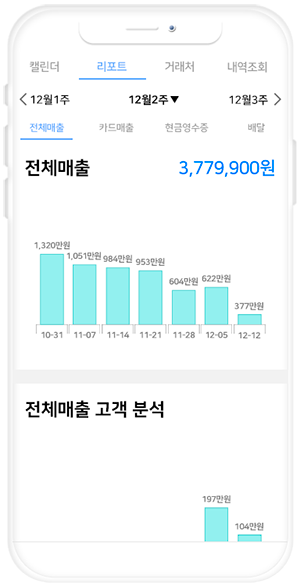 캘린더 리포트 거래처 내역조회
12월1주 12월2주▼ 12월3주
전체매출 카드매출 현금영수증 배달
전체매출 3,779,900원
1,320만원 1,051만원 984만원 953만원 604만원 622만원 377만원
10-31 11-07 11-14 11-21 11-28 12-05 12-12
전체매출 고객 분석
197만원 104만원